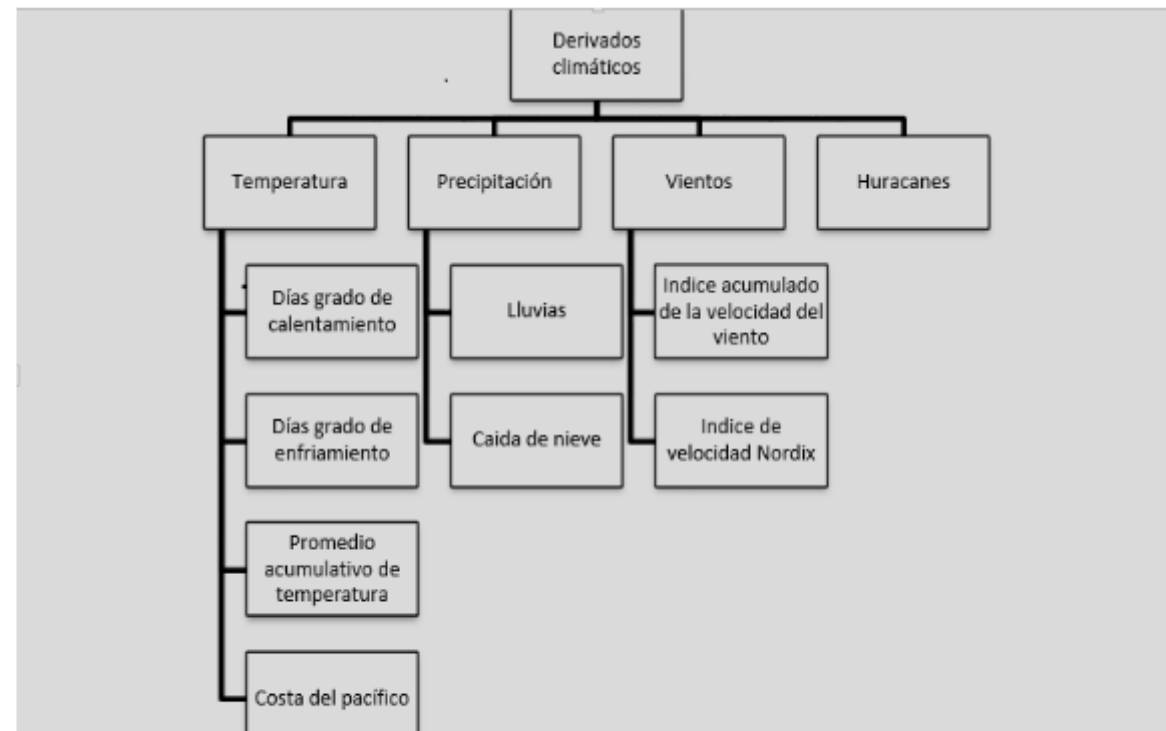 Derivados
climáticos
Temperatura
Precipitación
Vientos
Huracanes
Días grado de
calentamiento
Lluvias
Indice acumulado
de la velocidad del
viento
Días grado de
enfriamiento
Caida de nieve
Indice de
velocidad Nordix
Promedio
acumulativo de
temperatura
Costa del pacífico